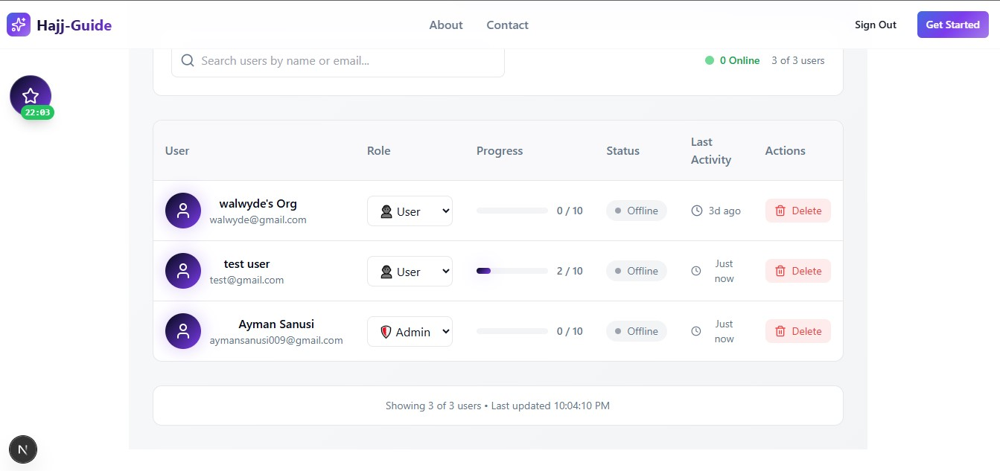 Hajj-Guide
About
Contact
Sign Out
Get Started
Search users by name or email...
0 Online
3 of 3 users
22:03
User
Role
Progress
Status
Last
Activity
Actions
walwyde's Org
walwyde@gmail.com
User
0 / 10
Offline
3d ago
Delete
test user
test@gmail.com
User
2 / 10
Offline
Just
now
Delete
Ayman Sanusi
aymansanusi009@gmail.com
Admin
0 / 10
Offline
Just
now
Delete
Showing 3 of 3 users • Last updated 10:04:10 PM
N